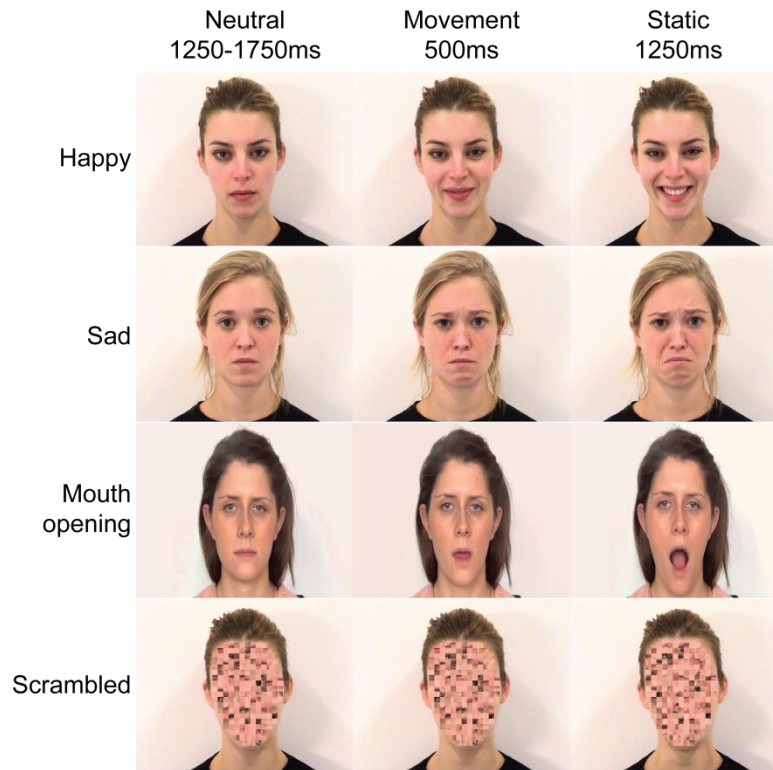 Neutral
1250-1750ms
Movement
500ms
Static
1250ms
Happy
Sad
Mouth
opening
Scrambled